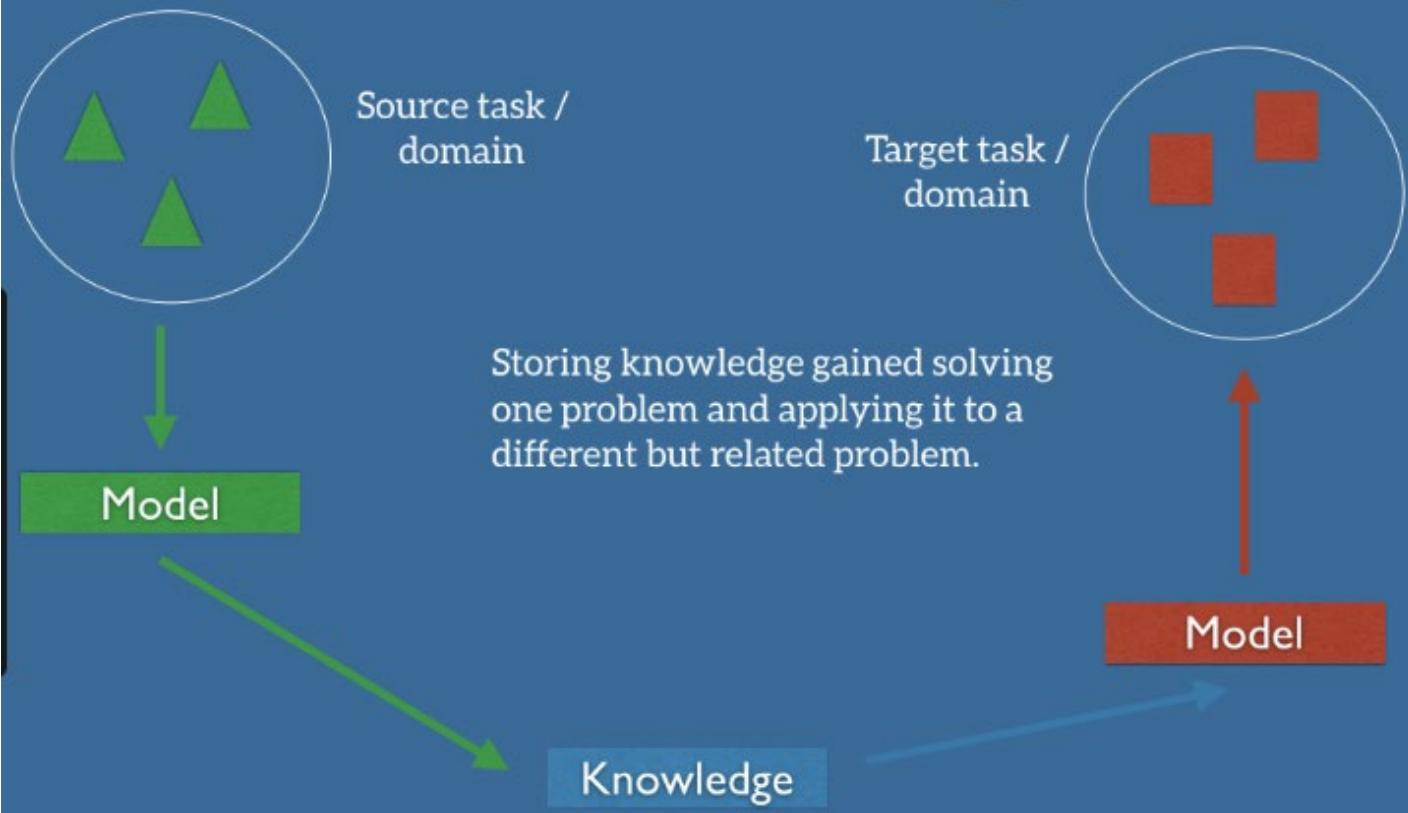 Source task /
domain
Target task /
domain
Storing knowledge gained solving
one problem and applying it to a
different but related problem.
Model
Model
Knowledge